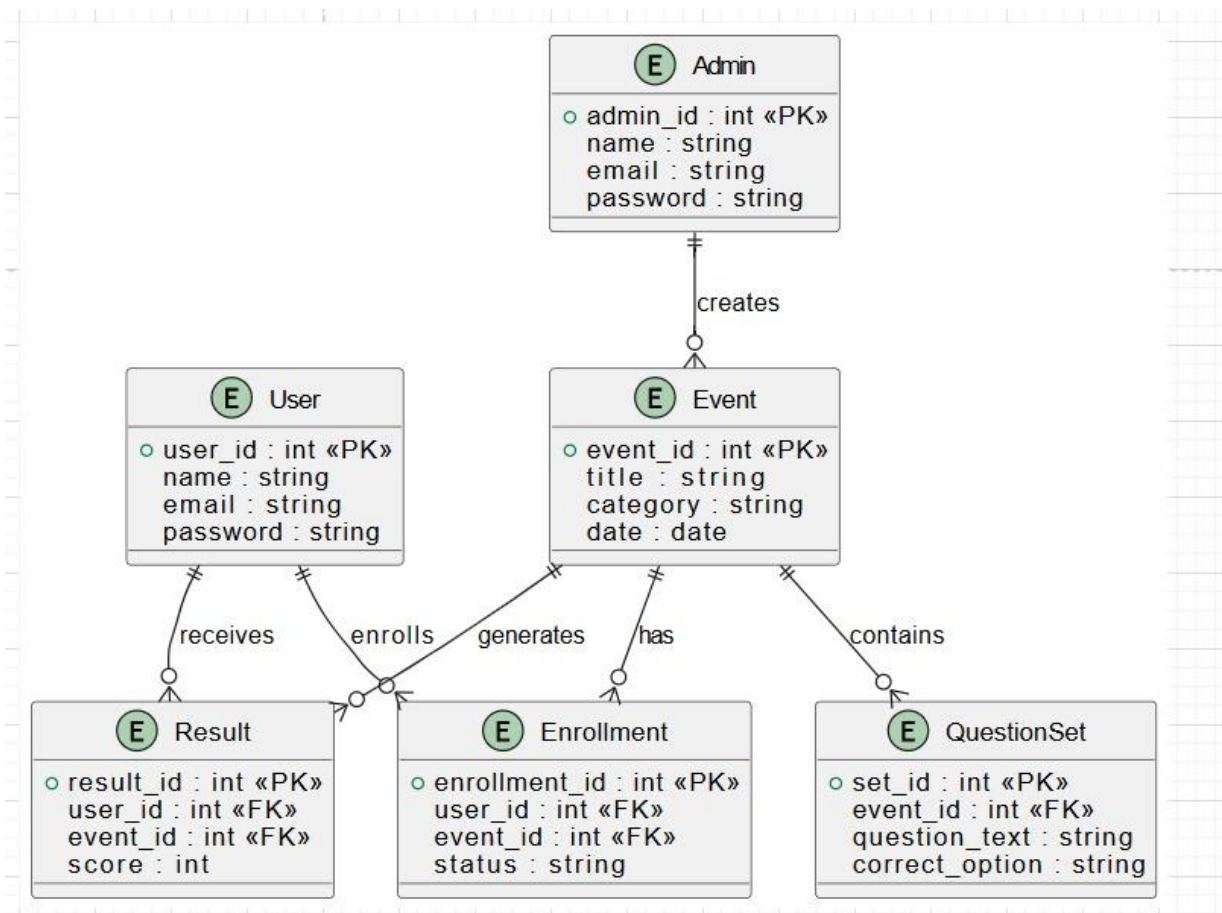 E Admin
admin_id : int «PK»
name : string
email : string
password : string
creates
E User
user_id : int «PK»
name : string
email : string
password : string
E Event
event_id : int «PK»
title : string
category : string
date : date
receives
enrolls
generates
has
contains
E Result
result_id : int «PK»
user_id : int «FK»
event_id : int «FK»
score : int
E Enrollment
enrollment_id : int «PK»
user_id : int «FK»
event_id : int «FK»
status : string
E QuestionSet
set_id : int «PK»
event_id : int «FK»
question_text : string
correct_option : string